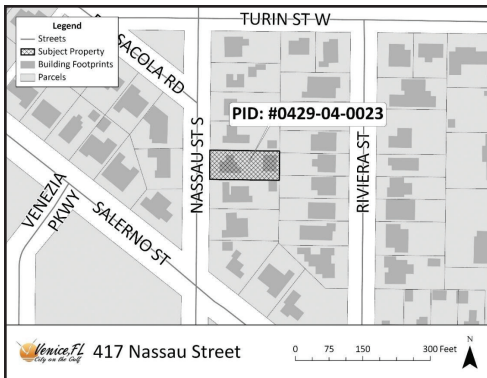 TURIN ST W
Legend
Streets
Subject Property
Building Footprints
Parcels
SACOLA RD
PID: #0429-04-0023
NASSAU ST S
RIVIERA ST
VENEZIA
PKWY
SALERNO ST
Venice, FL
City on the Gulf
417 Nassau Street
0 75 150 300 Feet
N